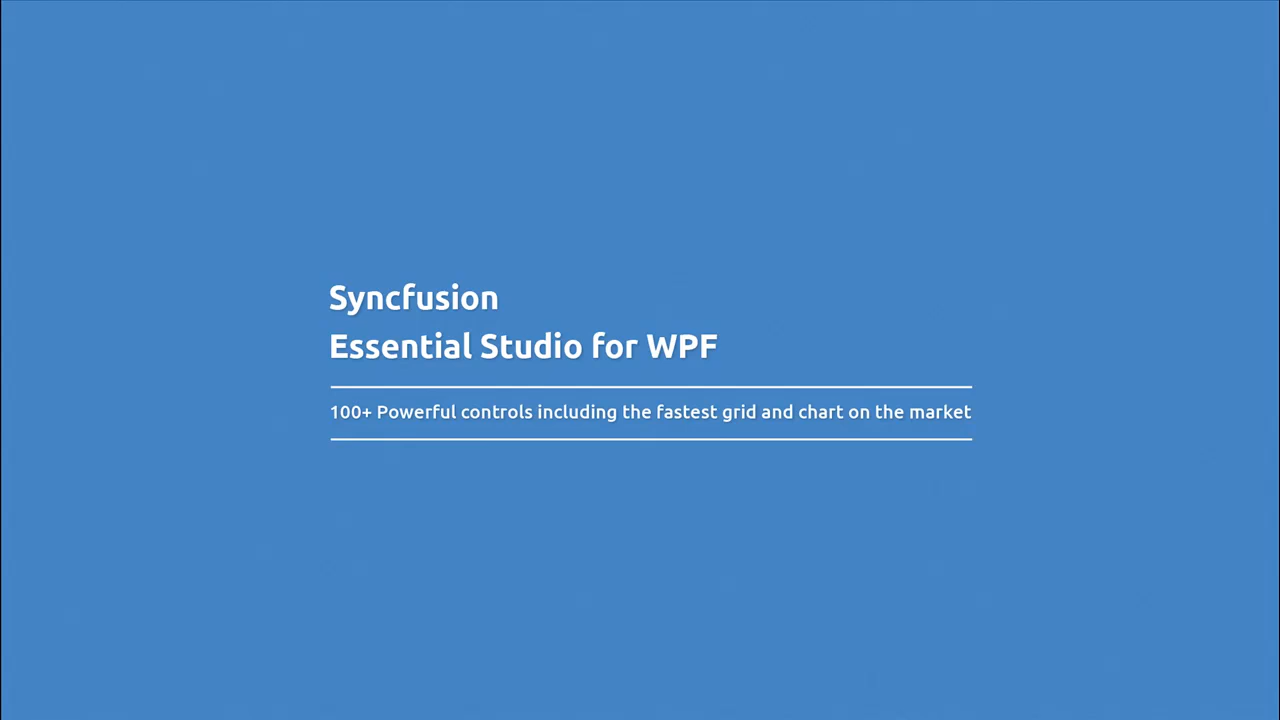 Syncfusion
Essential Studio for WPF
100+ Powerful controls including the fastest grid and chart on the market